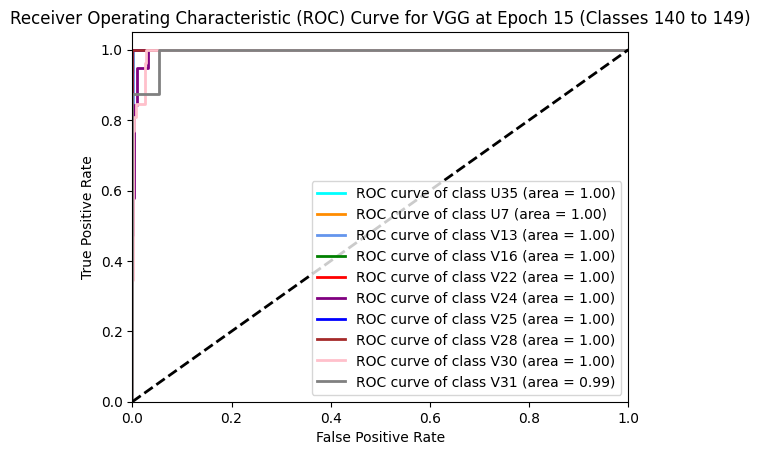 Receiver Operating Characteristic (ROC) Curve for VGG at Epoch 15 (Classes 140 to 149)
1.0
0.8
0.6
0.4
0.2
0.0
True Positive Rate
ROC curve of class U35 (area = 1.00)
ROC curve of class U7 (area = 1.00)
ROC curve of class V13 (area = 1.00)
ROC curve of class V16 (area = 1.00)
ROC curve of class V22 (area = 1.00)
ROC curve of class V24 (area = 1.00)
ROC curve of class V25 (area = 1.00)
ROC curve of class V28 (area = 1.00)
ROC curve of class V30 (area = 1.00)
ROC curve of class V31 (area = 0.99)
0.0 0.2 0.4 0.6 0.8 1.0
False Positive Rate